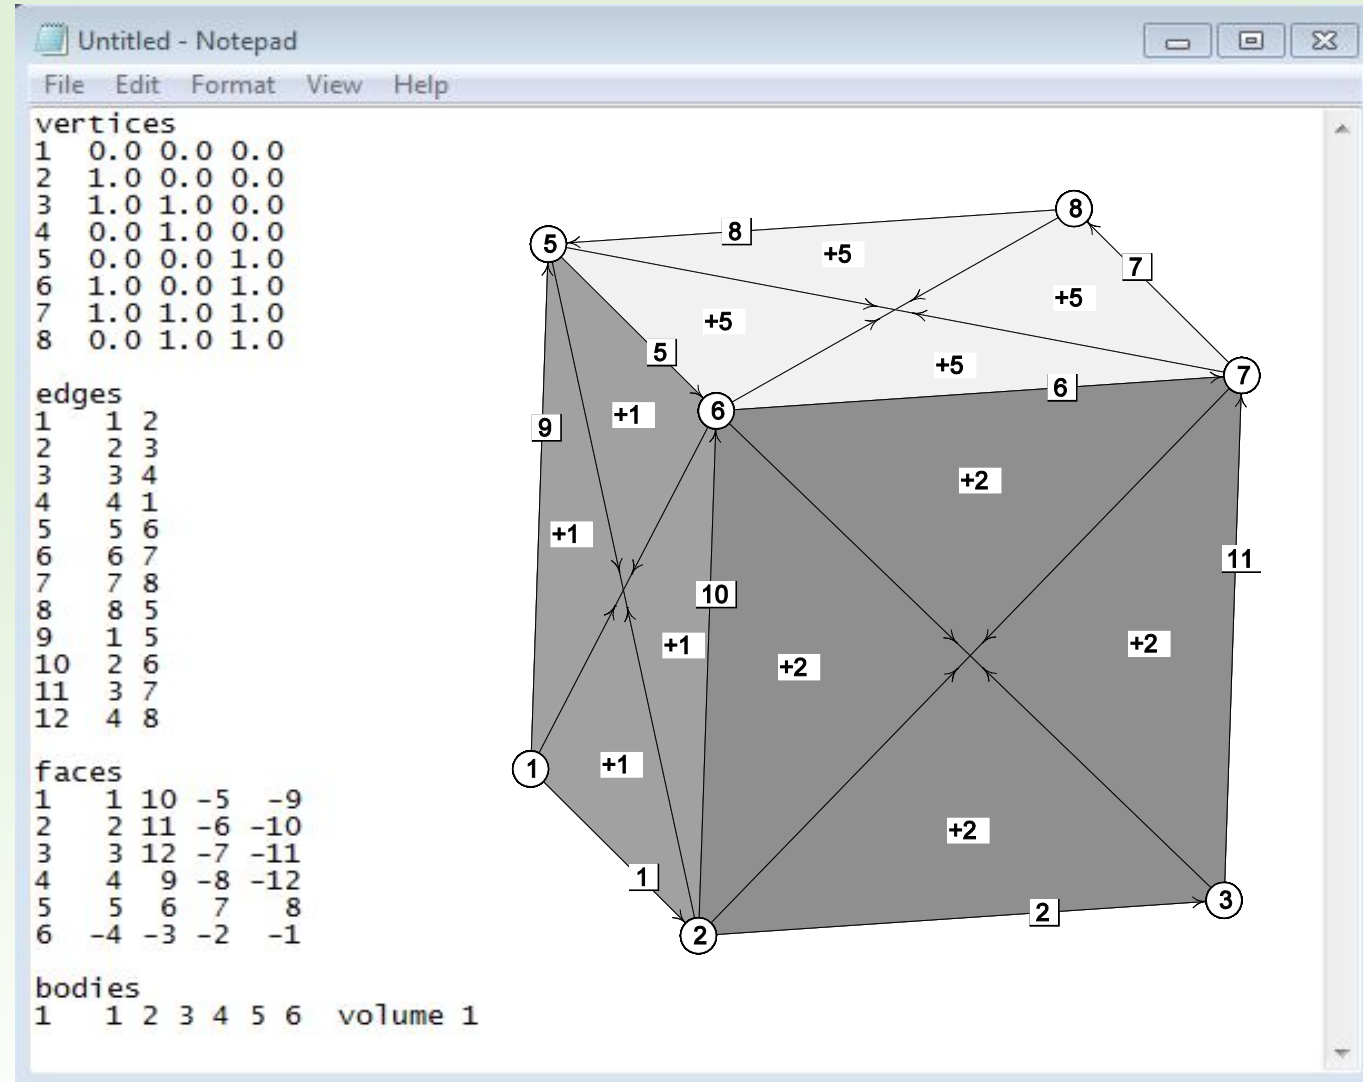 Untitled - Notepad
File Edit Format View Help
vertices
1 0.0 0.0 0.0
2 1.0 0.0 0.0
3 1.0 1.0 0.0
4 0.0 1.0 0.0
5 0.0 0.0 1.0
6 1.0 0.0 1.0
7 1.0 1.0 1.0
8 0.0 1.0 1.0
edges
1 1 2
2 2 3
3 3 4
4 4 1
5 5 6
6 6 7
7 7 8
8 8 5
9 1 5
10 2 6
11 3 7
12 4 8
faces
1 1 10 -5 -9
2 2 11 -6 -10
3 3 12 -7 -11
4 4 9 -8 -12
5 5 6 7 8
6 -4 -3 -2 -1
bodies
1 1 2 3 4 5 6 volume 1
8
8
5
+5
7
+5
+5
5
+5
7
6
6
+1
9
+2
+1
11
10
+1
+2
+2
+1
1
+2
1
3
2
2